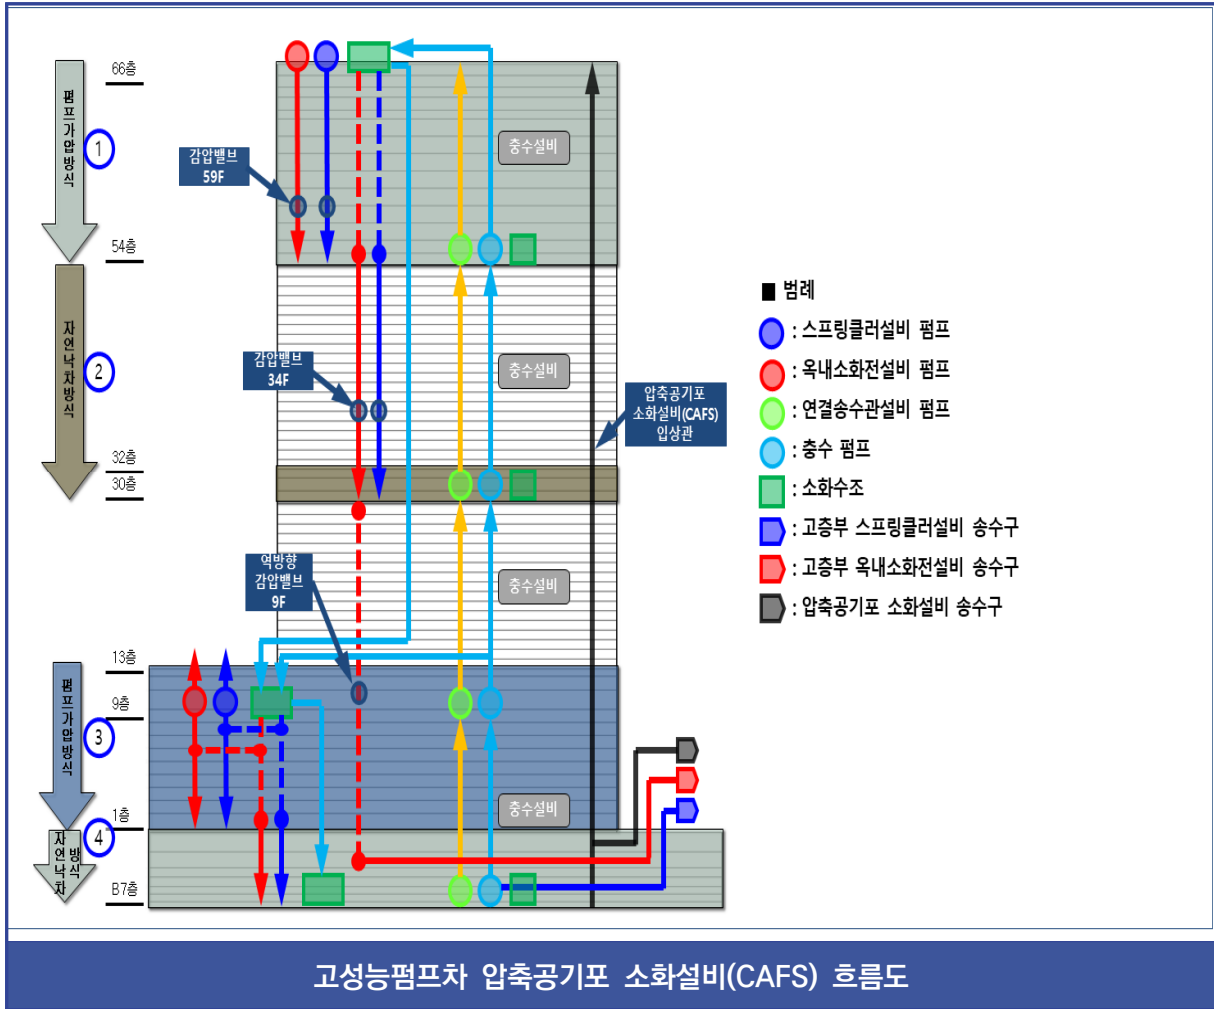 66층
펌프가압방식
1
충수설비
감압밸브
59F
54층
자연낙차방식
2
감압밸브
34F
충수설비
압축공기포
소화설비(CAFS)
입상관
32층
30층
역방향
감압밸브
9F
충수설비
13층
펌프가압방식
9층
3
충수설비
1층
4
자연낙차
방식
B7층
■ 범례
: 스프링클러설비 펌프
: 옥내소화전설비 펌프
: 연결송수관설비 펌프
: 충수 펌프
: 소화수조
: 고층부 스프링클러설비 송수구
: 고층부 옥내소화전설비 송수구
: 압축공기포 소화설비 송수구
고성능펌프차 압축공기포 소화설비(CAFS) 흐름도